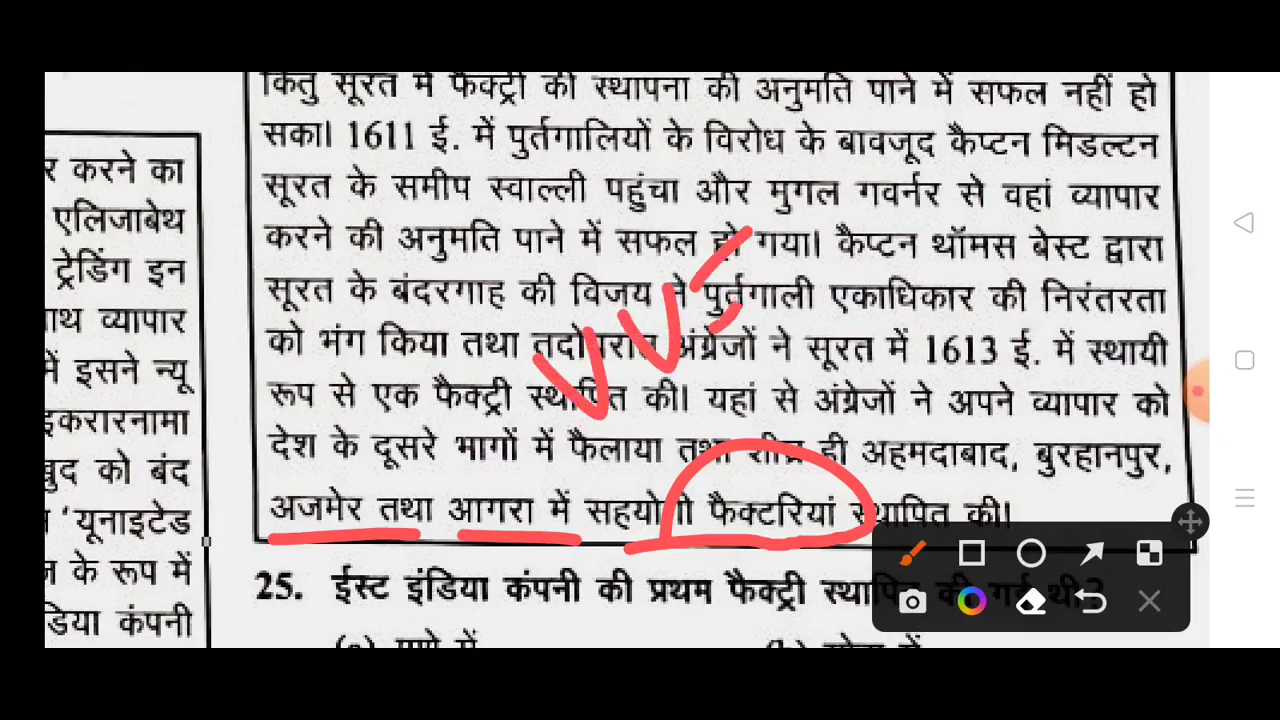 र करने का
एलिजाबेथ
ट्रेडिंग इन
ाथ व्यापार
में इसने न्यू
इकरारनामा
खुद को बंद
'यूनाइटेड
के रूप में
डिया कंपनी
किंतु सूरत में फैक्ट्री की स्थापना की अनुमति पाने में सफल नहीं हो
सका। 1611 ई. में पुर्तगालियों के विरोध के बावजूद कैप्टन मिडल्टन
सूरत के समीप स्वाल्ली पहुंचा और मुगल गवर्नर से वहां व्यापार
करने की अनुमति पाने में सफल हो गया। कैप्टन थॉमस बेस्ट द्वारा
सूरत के बंदरगाह की विजय ने पुर्तगाली एकाधिकार की निरंतरता
को भंग किया तथा तदोपरांत अंग्रेजों ने सूरत में 1613 ई. में स्थायी
रूप से एक फैक्ट्री स्थापित की। यहां से अंग्रेजों ने अपने व्यापार को
देश के दूसरे भागों में फैलाया तथा शीघ्र ही अहमदाबाद, बुरहानपुर,
अजमेर तथा आगरा में सहयोगी फैक्टरियां स्थापित की।
25. ईस्ट इंडिया कंपनी की प्रथम फैक्ट्री स्थापित की गई थी?
(a)
(b)